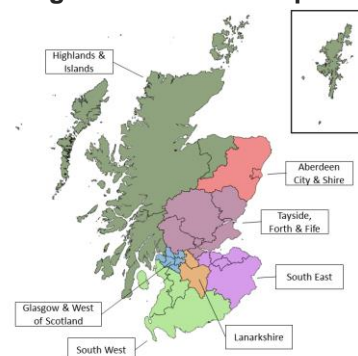 Highlands &
Islands
Aberdeen
City & Shire
Tayside,
Forth & Fife
South East
Glasgow & West
of Scotland
Lanarkshire
South West